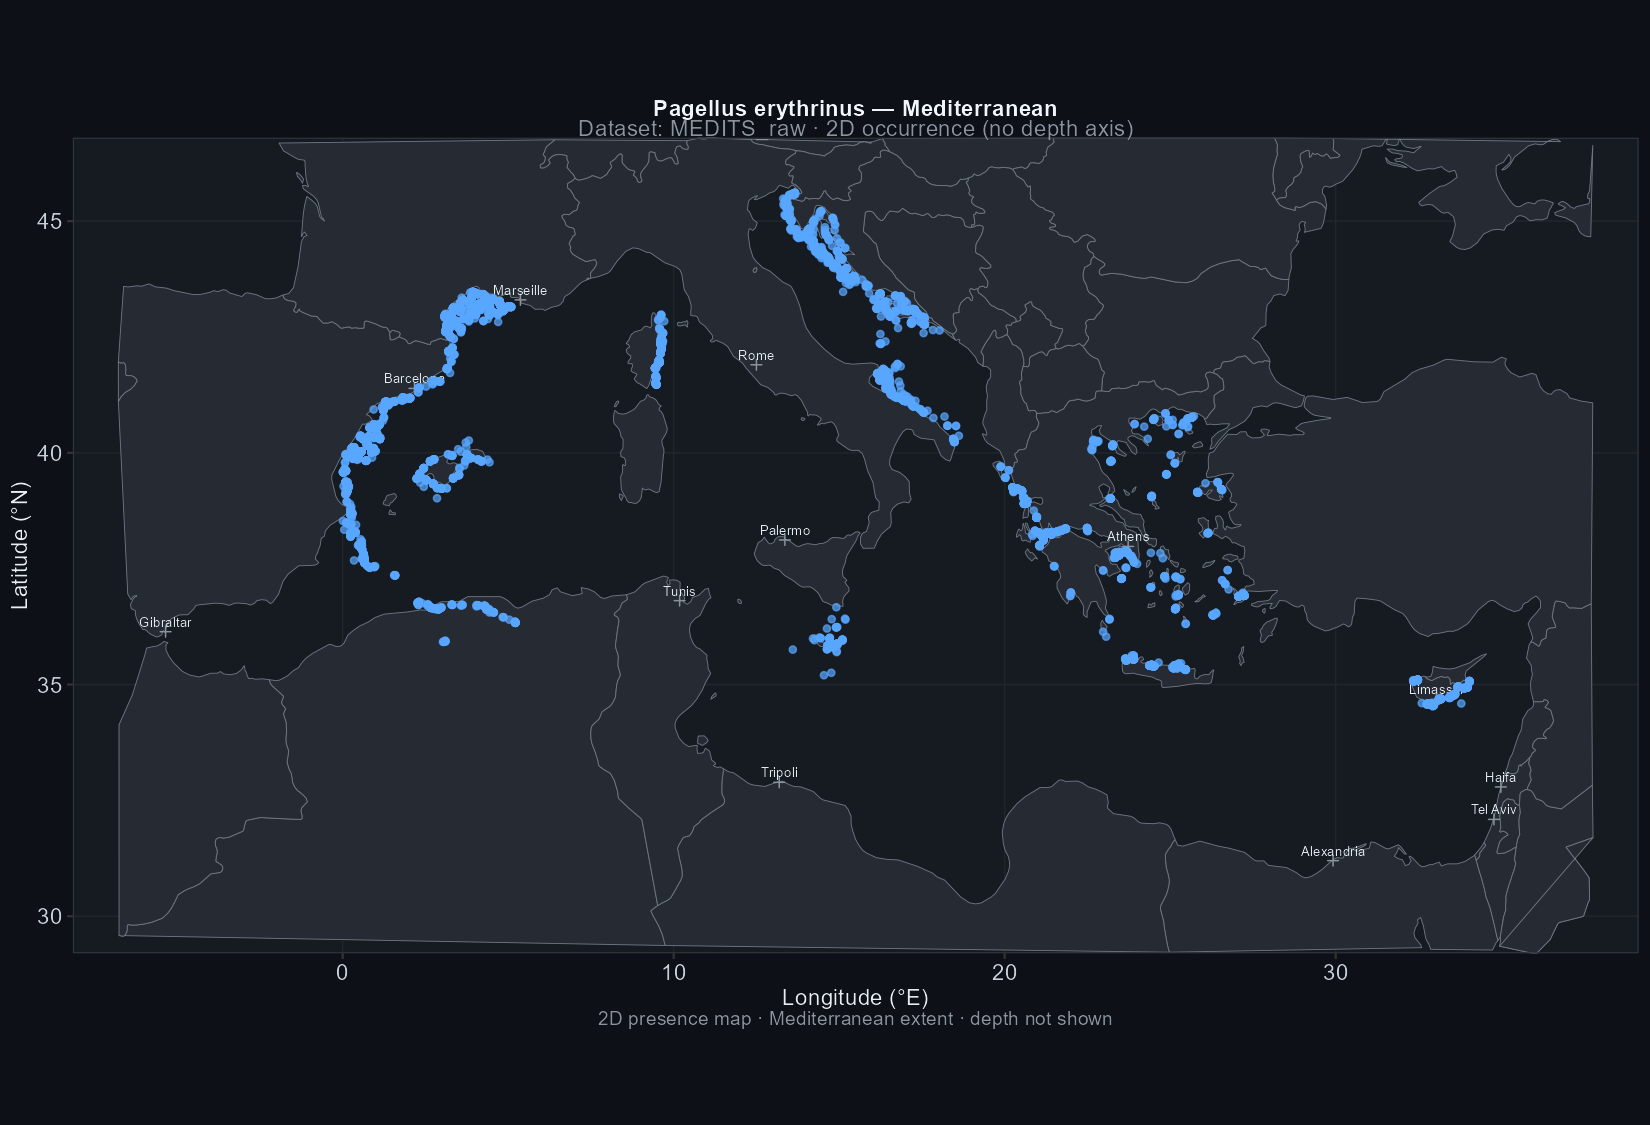 Pagellus erythrinus — Mediterranean
Dataset: MEDITS_raw · 2D occurrence (no depth axis)
45
40
35
30
Latitude (°N)
Marseille
Rome
Palermo
Athens
Tunis
Gibraltar
Tripoli
Haifa
Tel Aviv
Alexandria
0
10
20
30
Longitude (°E)
2D presence map · Mediterranean extent · depth not shown